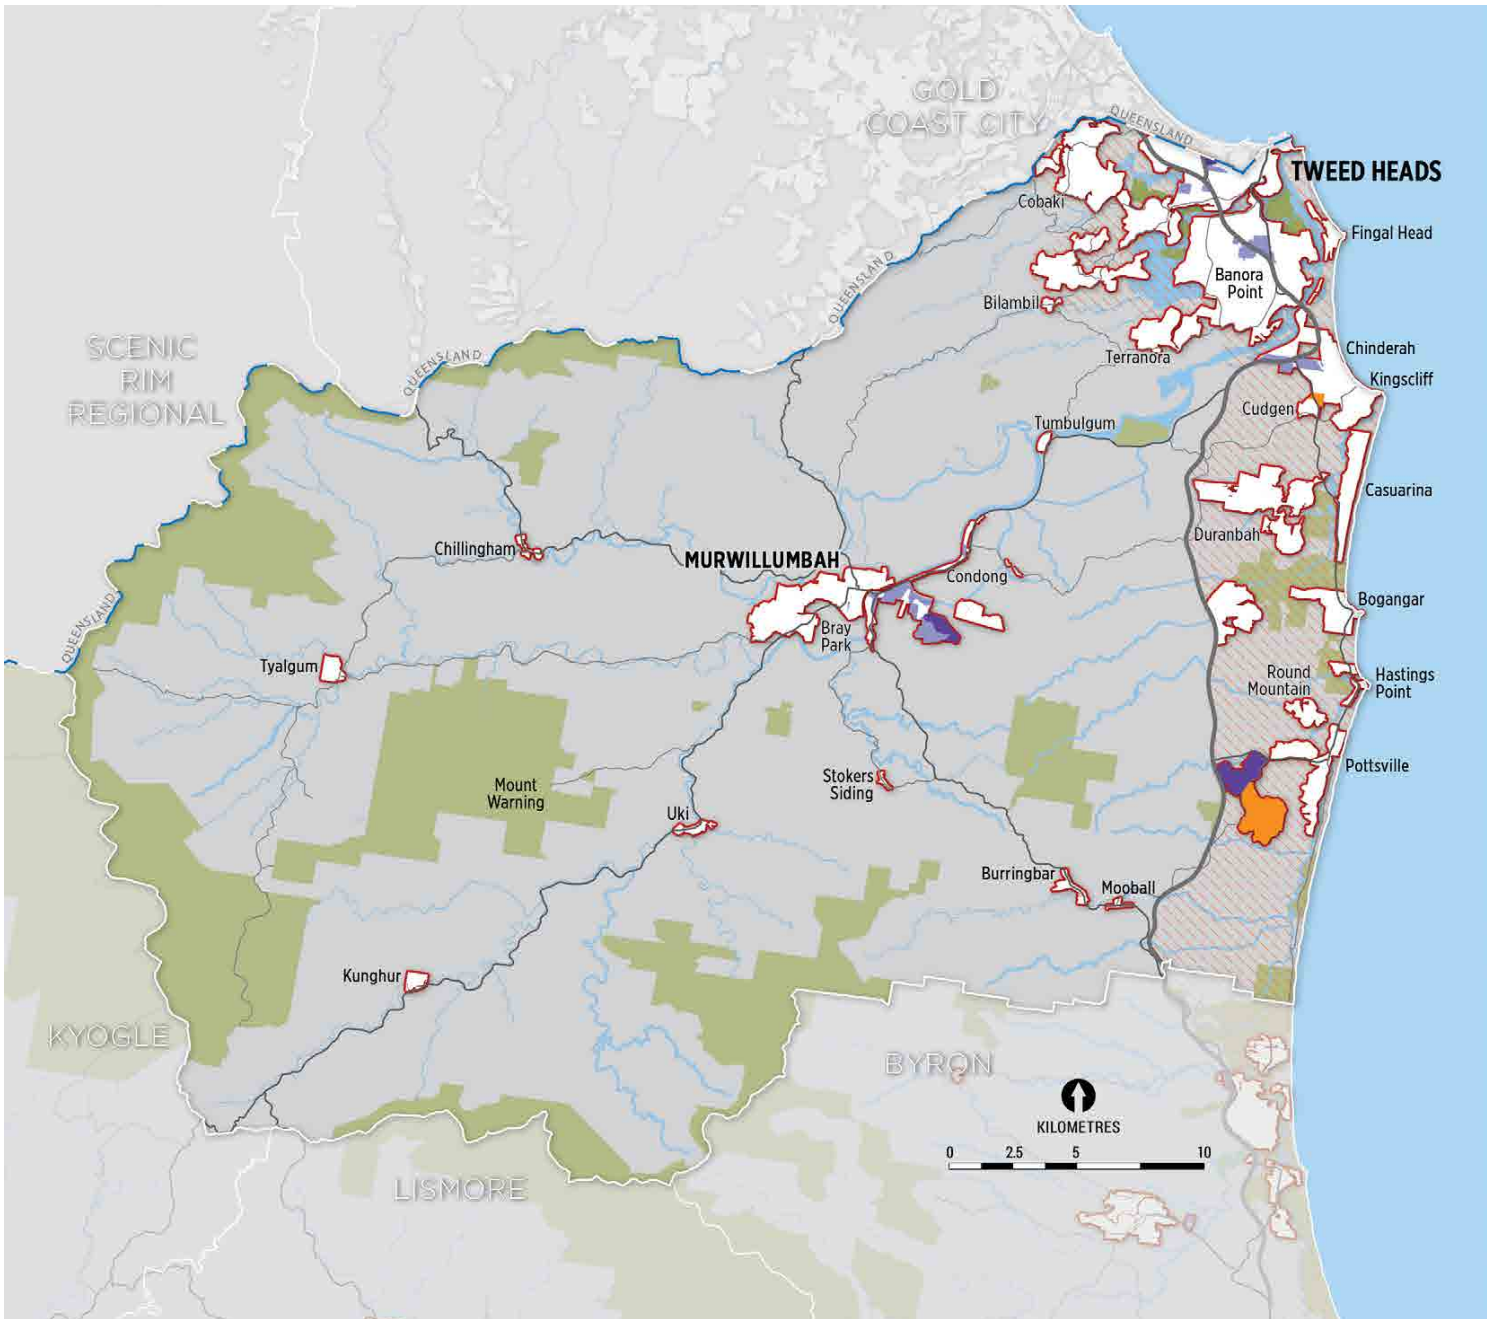 GOLD
COAST CITY
QUEENSLAND
TWEED HEADS
Cobaki
Fingal Head
QUEENSLAND
Banora
Point
Bilambil
SCENIC
RIM
REGIONAL
QUEENSLAND
Terranora
Chinderah
Kingscliff
Cudgen
Tumbulgum
Casuarina
Duranbah
Chillingham
MURWILLUMBAH
Condong
Bogangar
QUEENSLAND
Bray
Park
Tyalgum
Round
Mountain
Hastings
Point
Mount
Warning
Stokers
Siding
Pottsville
Uki
Burringbar
Mooball
Kunghur
KYOGLE
BYRON
KILOMETRES
0 2.5 5 10
LISMORE